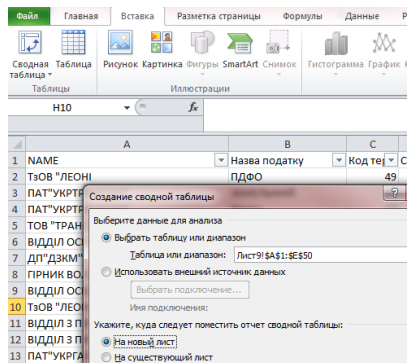 Файл Главная Вставка Разметка страницы Формулы Данные
Сводная таблица Таблица Рисунок Картинка Фигуры SmartArt Снимок Гистограмма График
Таблицы Иллюстрации
H10 fx
A B C
1 NAME Назва податку Код тер
2 ТзОВ "ЛЕОНІ ПДФО 49
3 ПАТ"УКРТР
Создание сводной таблицы
4 ПАТ"УКРТР
Выберите данные для анализа
5 ТОВ "ТРАН
Выбрать таблицу или диапазон
6 ВІДДІЛ ОС
Таблица или диапазон: Лист9!$A$1:$E$50
7 ДП"ДЗКМ"
Использовать внешний источник данных
8 ПРНИК ВО
Выбрать подключение...
9 ВІДДІЛ ОС
Имя подключения:
10 ТзОВ "ЛЕО
11 ВІДДІЛ З П
Укажите, куда следует поместить отчет сводной таблицы:
12 ВІДДІЛ З П
На новый лист
13 ПАТ"УКРГА
На существующий лист